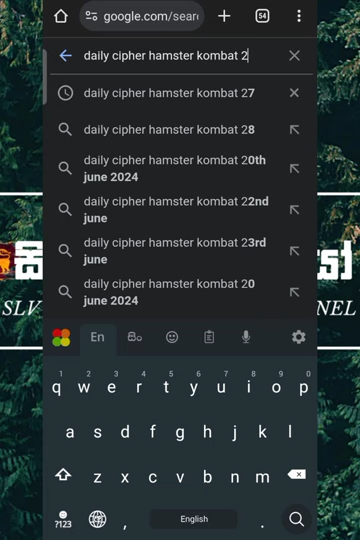 google.com/sear
54
daily cipher hamster kombat 2
daily cipher hamster kombat 27
daily cipher hamster kombat 28
daily cipher hamster kombat 20th
june 2024
daily cipher hamster kombat 22nd
june
daily cipher hamster kombat 23rd
june
daily cipher hamster kombat 20
june 2024
SLV
NEL
En
1 2 3 4 5 6 7 8 9 0
q w e r t y u i o p
a s d f g h j k l
z x c v b n m
?123 , English .